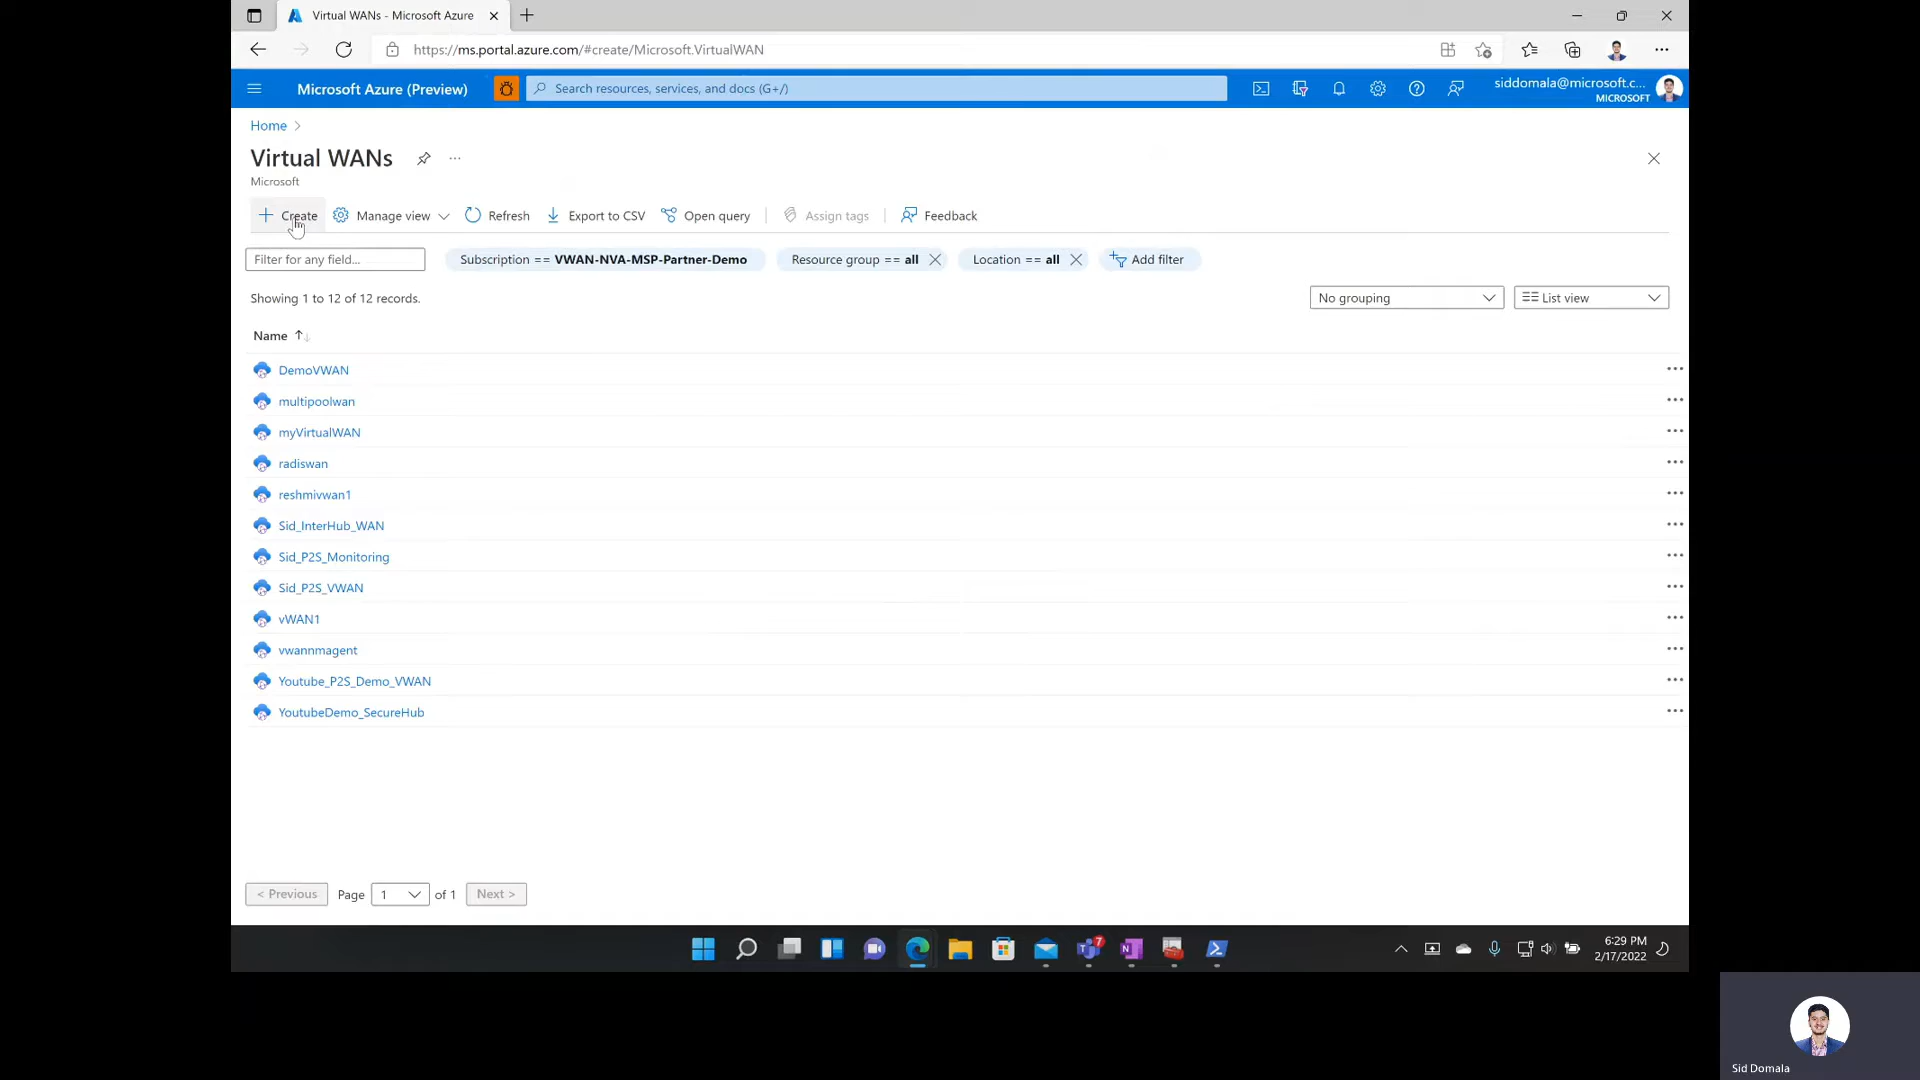 Virtual WANs - Microsoft Azure
https://ms.portal.azure.com/#create/Microsoft.VirtualWAN
Microsoft Azure (Preview)
Search resources, services, and docs (G+/)
siddomala@microsoft.c...
MICROSOFT
Home
Virtual WANs
Microsoft
Create
Manage view
Refresh
Export to CSV
Open query
Assign tags
Feedback
Filter for any field...
Subscription == VWAN-NVA-MSP-Partner-Demo
Resource group == all
Location == all
Add filter
Showing 1 to 12 of 12 records.
No grouping
List view
Name
DemoVWAN
multipoolwan
myVirtualWAN
radiswan
reshmivwan1
Sid_InterHub_WAN
Sid_P2S_Monitoring
Sid_P2S_VWAN
vWAN1
vwannmagent
Youtube_P2S_Demo_VWAN
YoutubeDemo_SecureHub
< Previous
Page
1
of 1
Next >
7
6:29 PM
2/17/2022
Sid Domala